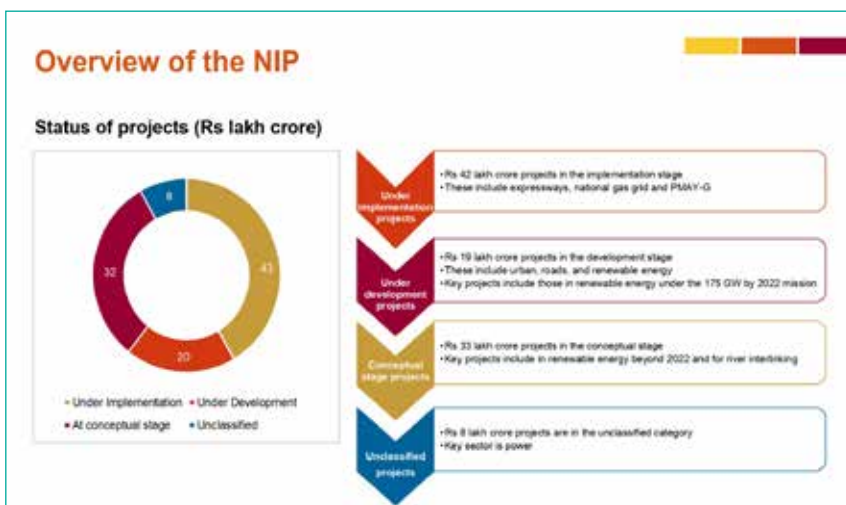 Overview of the NIP
Status of projects (Rs lakh crore)
8
43
32
20
Under Implementation
Under Development
At conceptual stage
Unclassified
Under
implementation
projects
•Rs 42 lakh crore projects in the implementation stage
•These include expressways, national gas grid and PMAY-G
Under
development
projects
•Rs 19 lakh crore projects in the development stage
•These include urban, roads, and renewable energy
•Key projects include those in renewable energy under the 175 GW by 2022 mission
Conceptual
stage projects
•Rs 33 lakh crore projects in the conceptual stage
•Key projects include in renewable energy beyond 2022 and for river interlinking
Unclassified
projects
•Rs 8 lakh crore projects are in the unclassified category
•Key sector is power